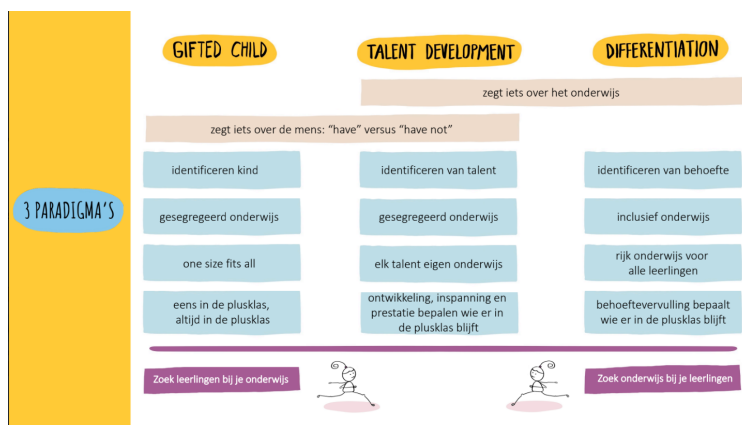 GIFTED CHILD
TALENT DEVELOPMENT
DIFFERENTIATION
zegt iets over het onderwijs
zegt iets over de mens: “have” versus “have not”
3 PARADIGMA'S
identificeren kind
identificeren van talent
identificeren van behoefte
gesegregeerd onderwijs
gesegregeerd onderwijs
inclusief onderwijs
one size fits all
elk talent eigen onderwijs
rijk onderwijs voor
alle leerlingen
eens in de plusklas,
altijd in de plusklas
ontwikkeling, inspanning en
prestatie bepalen wie er in
de plusklas blijft
behoeftevervulling bepaalt
wie er in de plusklas blijft
Zoek leerlingen bij je onderwijs
Zoek onderwijs bij je leerlingen